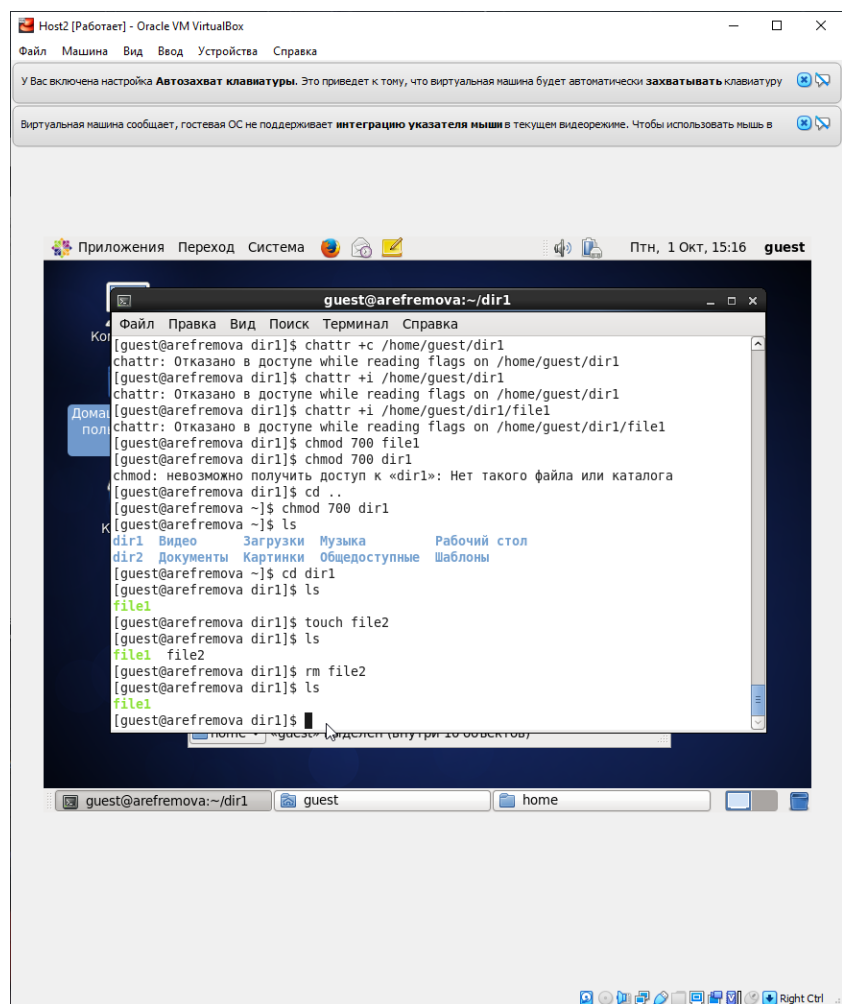 Host2 [Работает] - Oracle VM VirtualBox
Файл Машина Вид Ввод Устройства Справка
У Вас включена настройка Автозахват клавиатуры. Это приведет к тому, что виртуальная машина будет автоматически захватывать клавиатуру
Виртуальная машина сообщает, гостевая ОС не поддерживает интеграцию указателя мыши в текущем видеорежиме. Чтобы использовать мышь в
Приложения Переход Система Птн, 1 Окт, 15:16 guest
guest@arefremova:~/dir1
Файл Правка Вид Поиск Терминал Справка
[guest@arefremova dir1]$ chattr +c /home/guest/dir1
chattr: Отказано в доступе while reading flags on /home/guest/dir1
[guest@arefremova dir1]$ chattr +i /home/guest/dir1
chattr: Отказано в доступе while reading flags on /home/guest/dir1
[guest@arefremova dir1]$ chattr +i /home/guest/dir1/file1
chattr: Отказано в доступе while reading flags on /home/guest/dir1/file1
[guest@arefremova dir1]$ chmod 700 file1
[guest@arefremova dir1]$ chmod 700 dir1
chmod: невозможно получить доступ к «dir1»: Нет такого файла или каталога
[guest@arefremova dir1]$ cd ..
[guest@arefremova ~]$ chmod 700 dir1
[guest@arefremova ~]$ ls
dir1 Видео Загрузки Музыка Рабочий стол
dir2 Документы Картинки Общедоступные Шаблоны
[guest@arefremova ~]$ cd dir1
[guest@arefremova dir1]$ ls
file1
[guest@arefremova dir1]$ touch file2
[guest@arefremova dir1]$ ls
file1 file2
[guest@arefremova dir1]$ rm file2
[guest@arefremova dir1]$ ls
file1
[guest@arefremova dir1]$
guest@arefremova:~/dir1 guest home
Right Ctrl